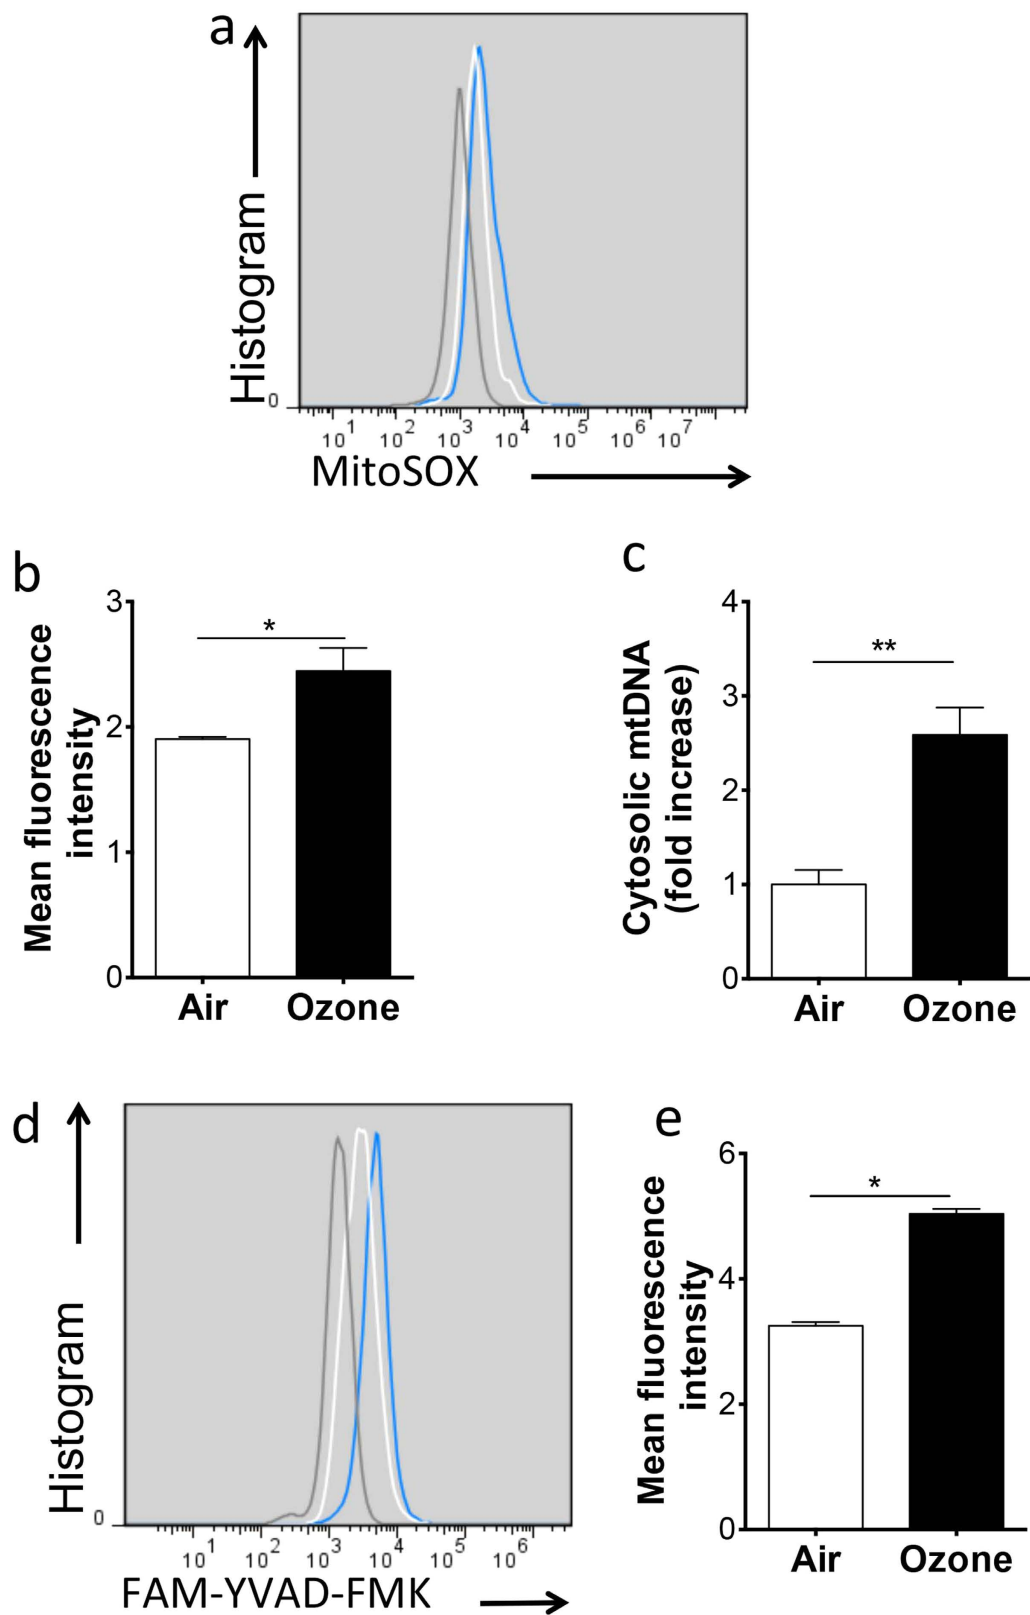 a
Histogram
0
10^1 10^2 10^3 10^4 10^5 10^6 10^7
MitoSOX
b
Mean fluorescence
intensity
3
2
1
0
*
Air Ozone
c
Cytosolic mtDNA
(fold increase)
4
3
2
1
0
**
Air Ozone
d
Histogram
0
10^1 10^2 10^3 10^4 10^5 10^6
FAM-YVAD-FMK
e
Mean fluorescence
intensity
6
4
2
0
*
Air Ozone